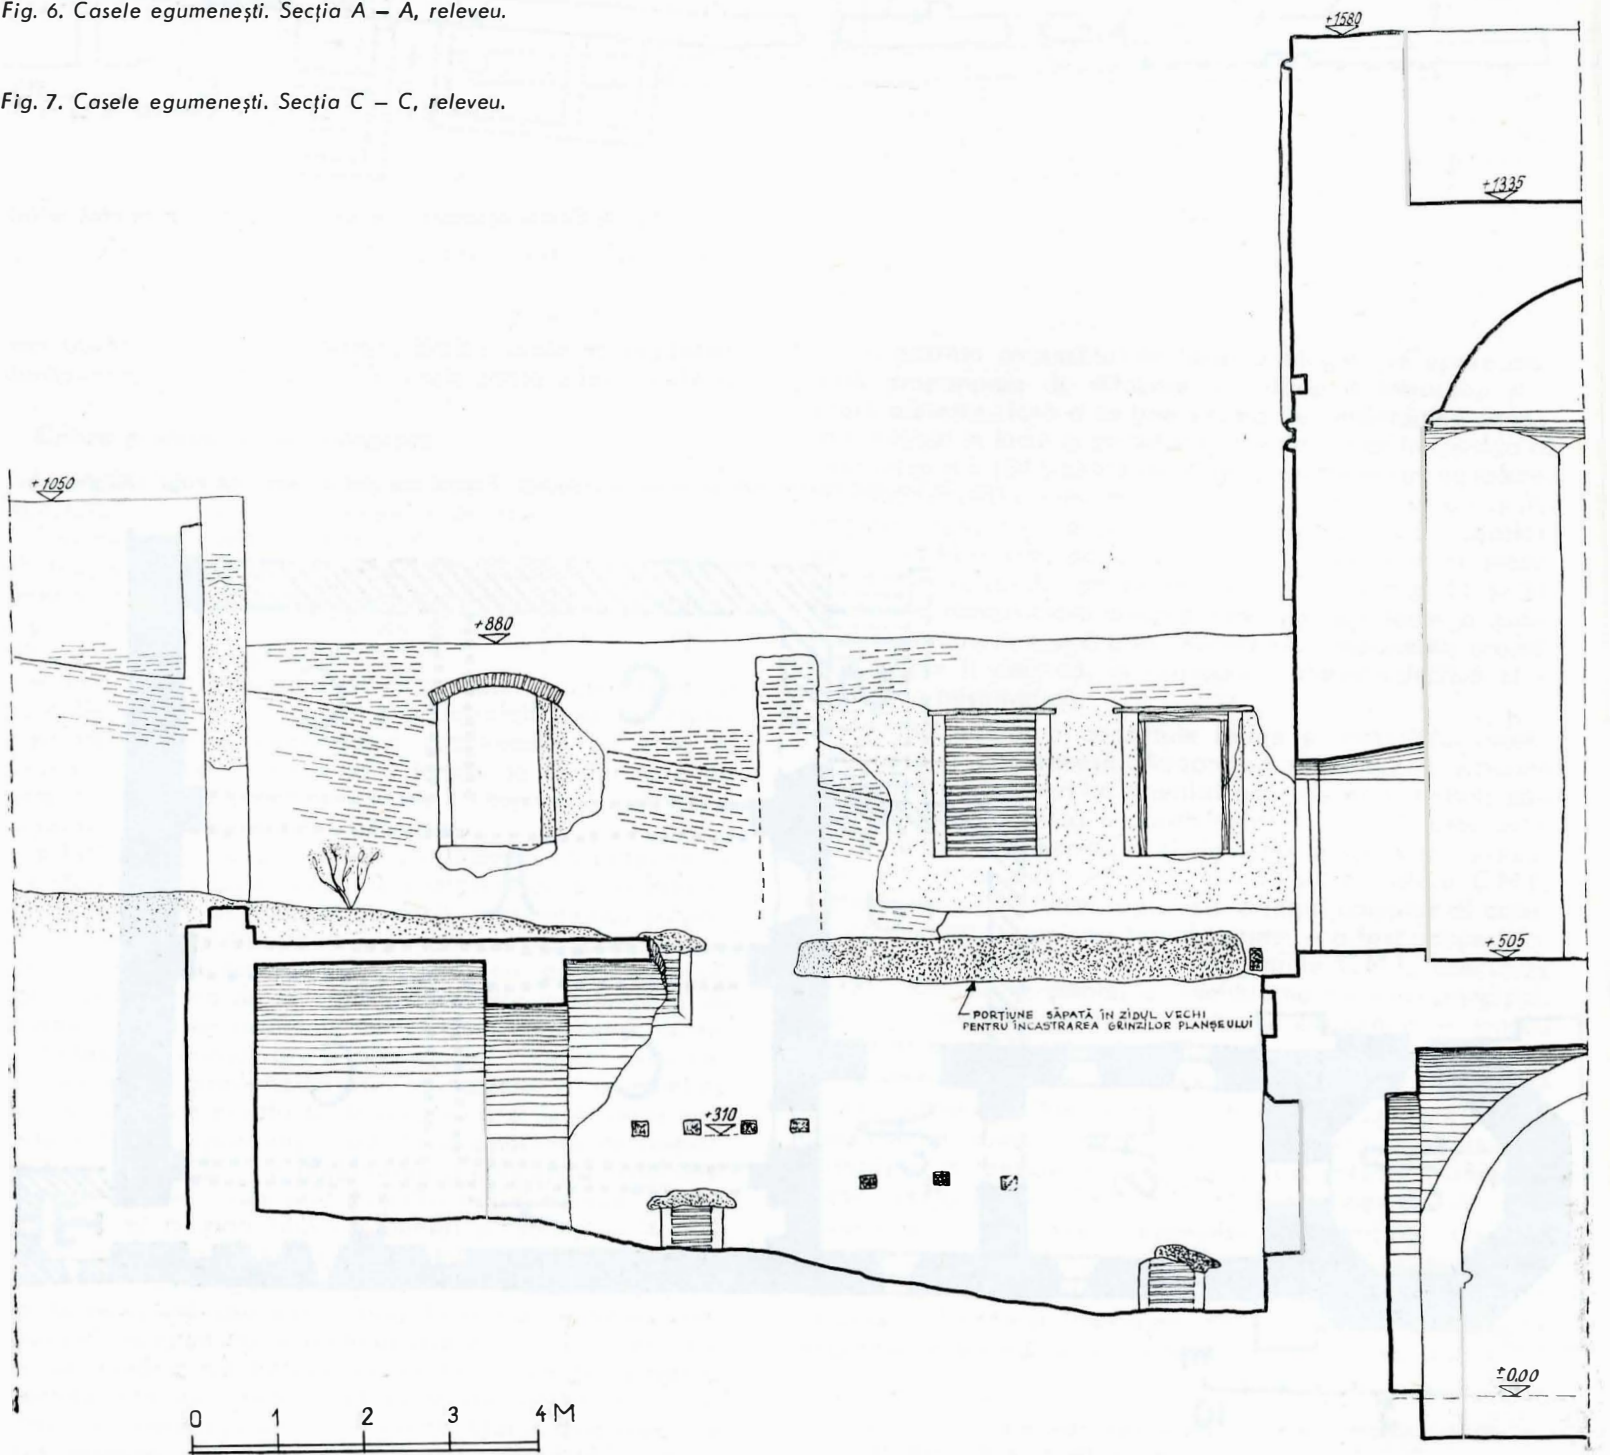 Fig. 6. Casele egumenești. Secția A – A, releveu.
Fig. 7. Casele egumenești. Secția C – C, releveu.
+1580
+1335
+1050
+880
+505
PORȚIUNE SĂPATĂ ÎN ZIDUL VECHI
PENTRU ÎNCASTRAREA GRINZILOR PLANȘEULUI
+310
±0.00
0 1 2 3 4 M